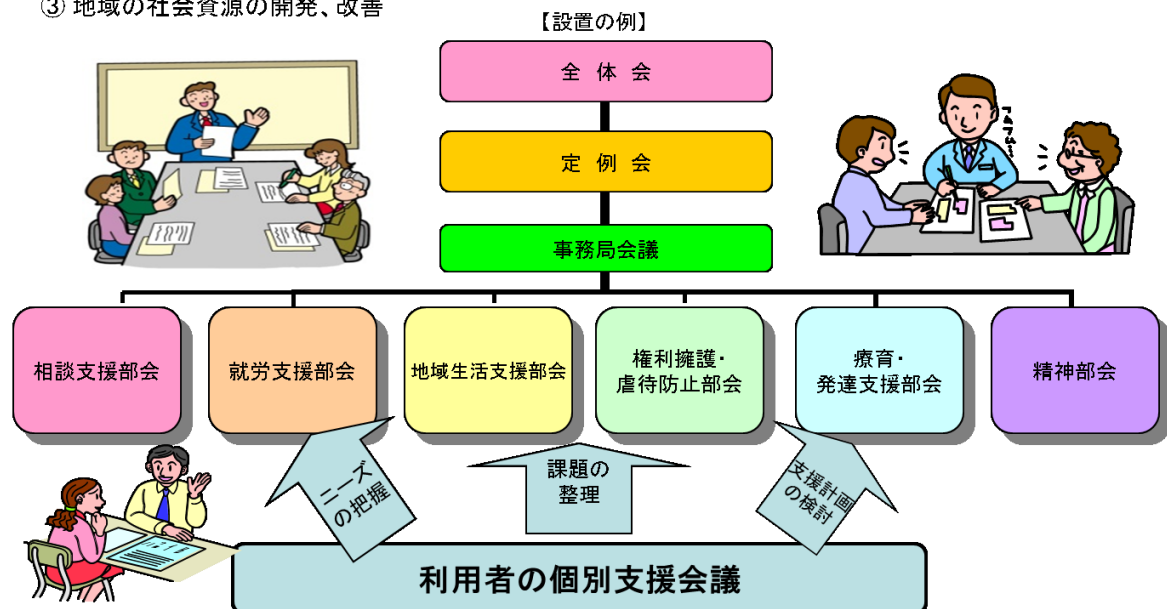 ③ 地域の社会資源の開発、改善
【設置の例】
全 体 会
定 例 会
事務局会議
相談支援部会
就労支援部会
地域生活支援部会
権利擁護・
虐待防止部会
療育・
発達支援部会
精神部会
フムフム…
ニーズ
の把握
課題の
整理
支援計画
の検討
利用者の個別支援会議